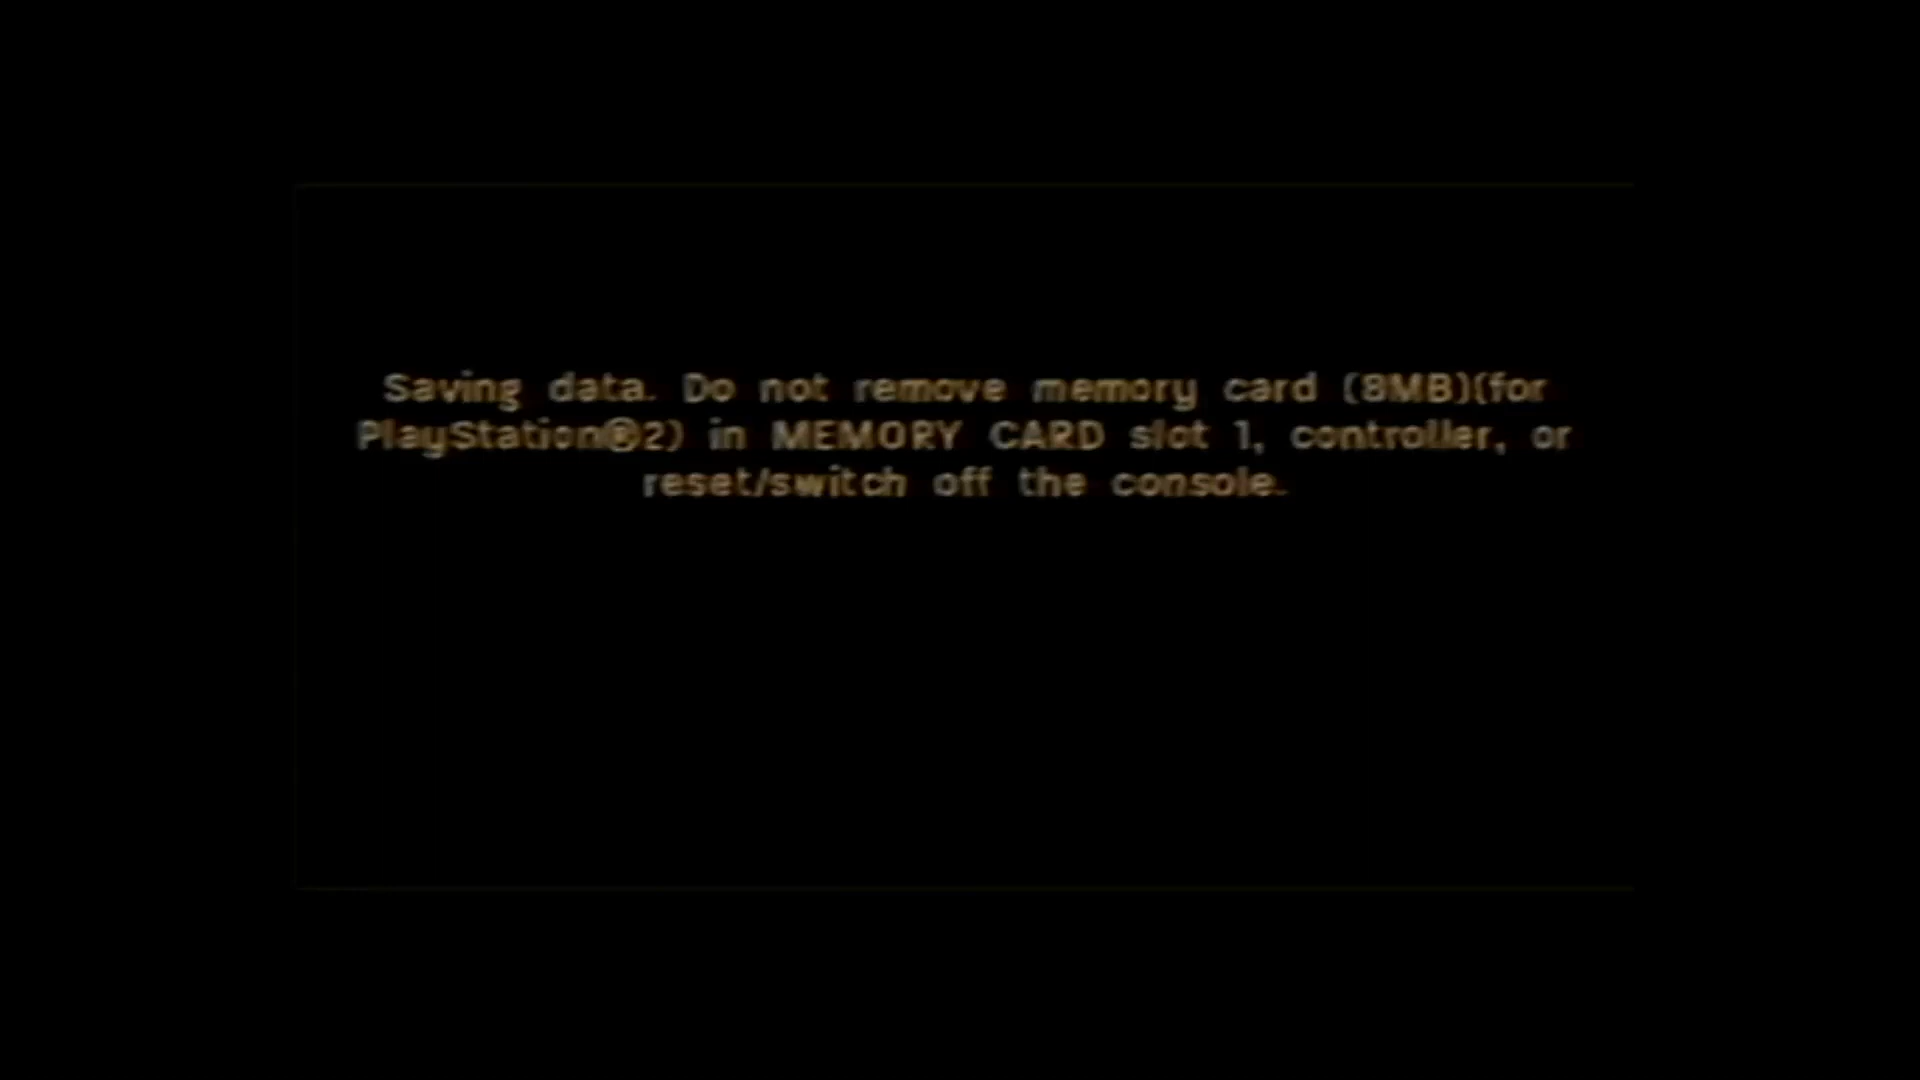 Saving data. Do not remove memory card (8MB)(for
PlayStation®2) in MEMORY CARD slot 1, controller, or
reset/switch off the console.